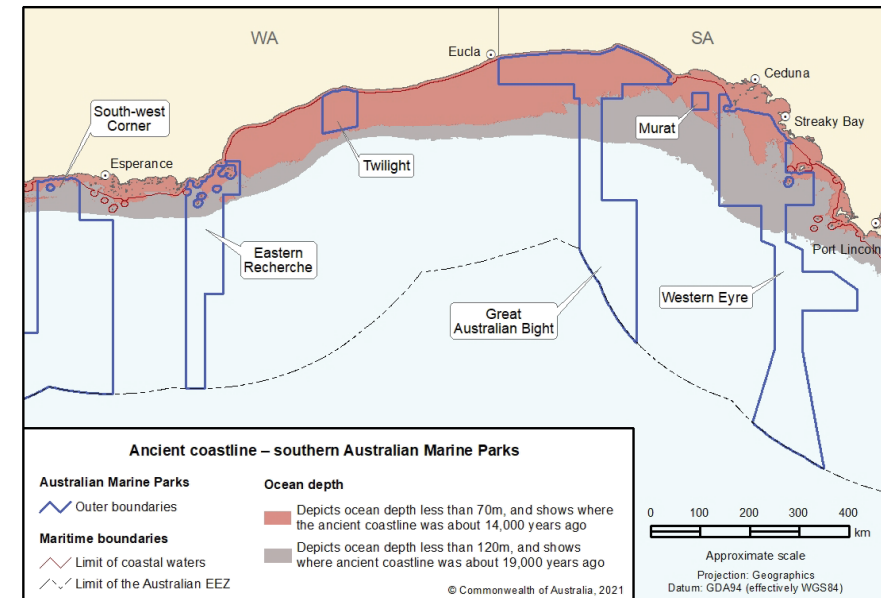 WA
SA
Eucla
Ceduna
South-west
Corner
Murat
Streaky Bay
Esperance
Twilight
Eastern
Recherche
Port Lincoln
Western Eyre
Great
Australian Bight
Ancient coastline – southern Australian Marine Parks
Australian Marine Parks
Outer boundaries
Maritime boundaries
Limit of coastal waters
Limit of the Australian EEZ
Ocean depth
Depicts ocean depth less than 70m, and shows where
the ancient coastline was about 14,000 years ago
Depicts ocean depth less than 120m, and shows
where ancient coastline was about 19,000 years ago
© Commonwealth of Australia, 2021
0 100 200 300 400
km
Approximate scale
Projection: Geographics
Datum: GDA94 (effectively WGS84)